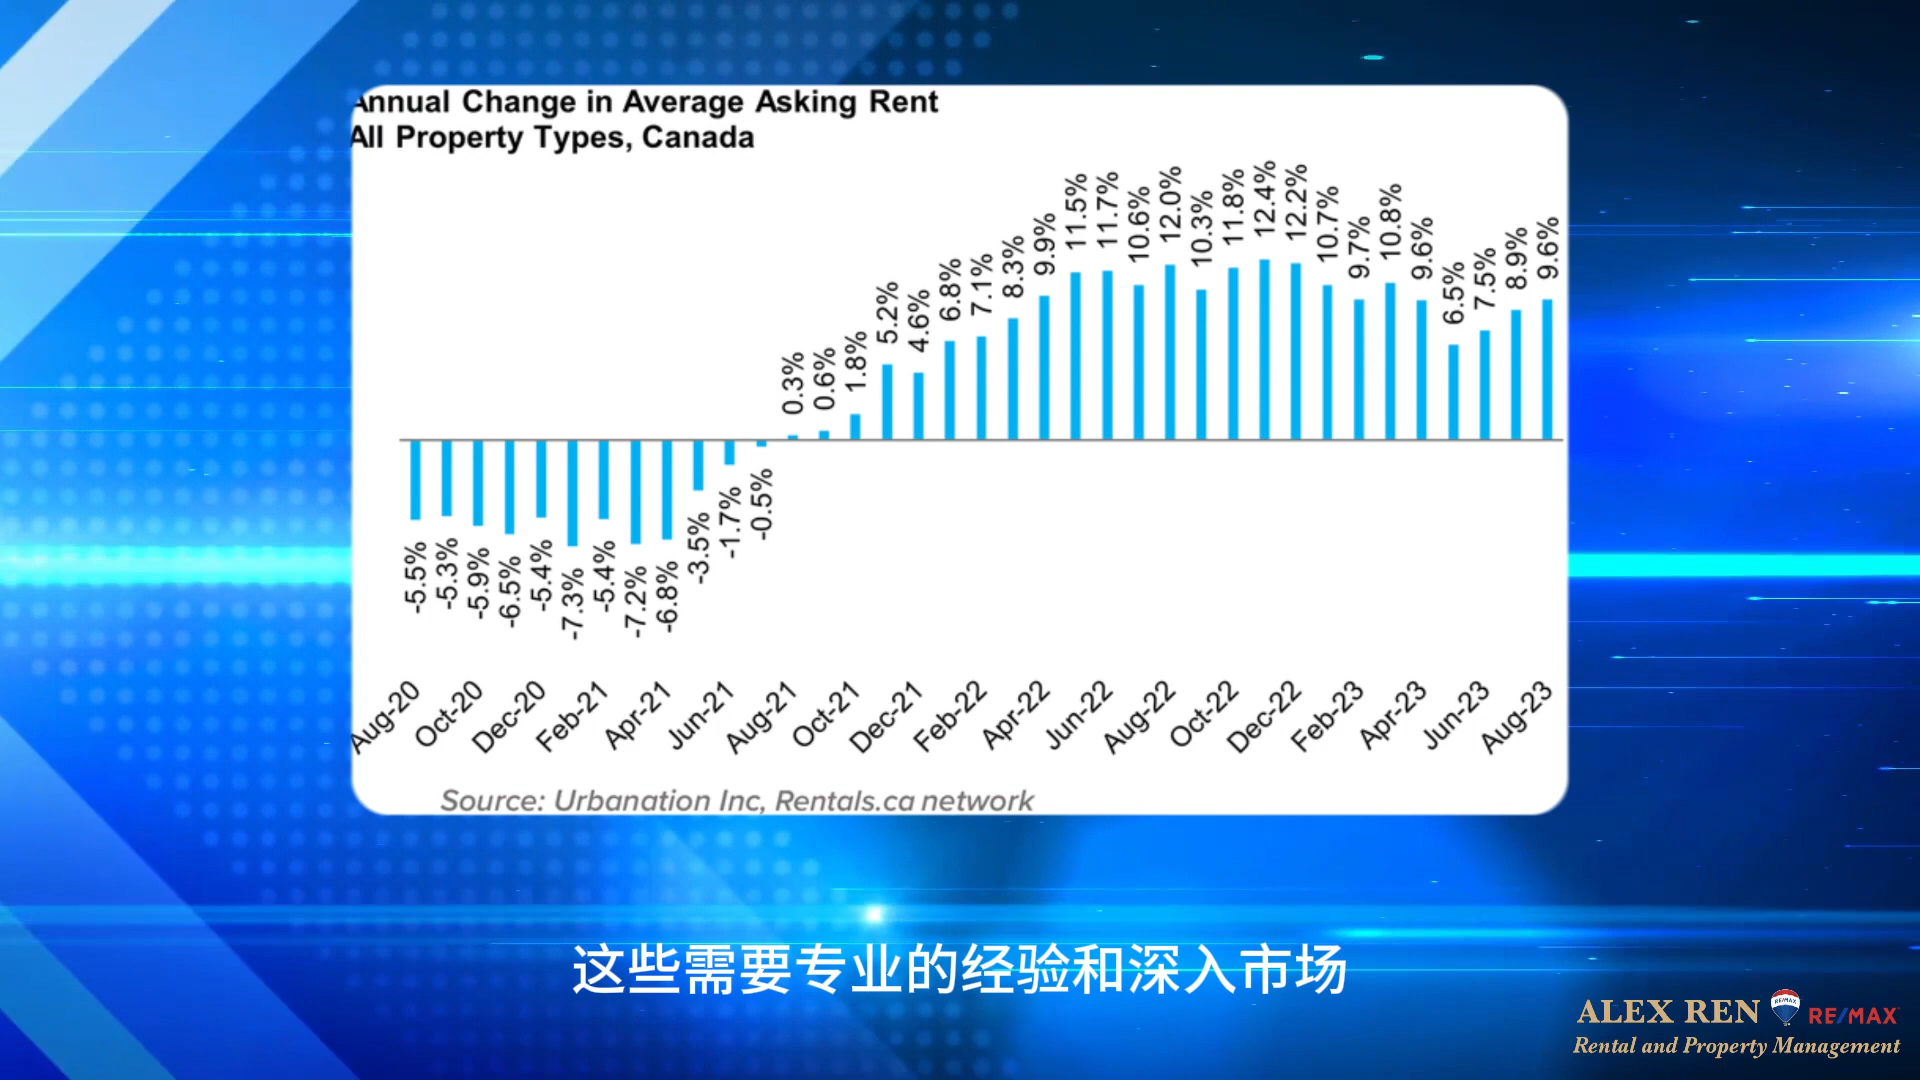 Annual Change in Average Asking Rent
All Property Types, Canada
-5.5%
-5.3%
-5.9%
-6.5%
-5.4%
-7.3%
-5.4%
-7.2%
-6.8%
-3.5%
-1.7%
-0.5%
0.3%
0.6%
1.8%
5.2%
4.6%
6.8%
7.1%
8.3%
9.9%
11.5%
11.7%
10.6%
12.0%
10.3%
11.8%
12.4%
12.2%
10.7%
9.7%
10.8%
9.6%
6.5%
7.5%
8.9%
9.6%
Aug-20
Oct-20
Dec-20
Feb-21
Apr-21
Jun-21
Aug-21
Oct-21
Dec-21
Feb-22
Apr-22
Jun-22
Aug-22
Oct-22
Dec-22
Feb-23
Apr-23
Jun-23
Aug-23
Source: Urbanation Inc, Rentals.ca network
这些需要专业的经验和深入市场
ALEX REN RE/MAX RE/MAX
Rental and Property Management